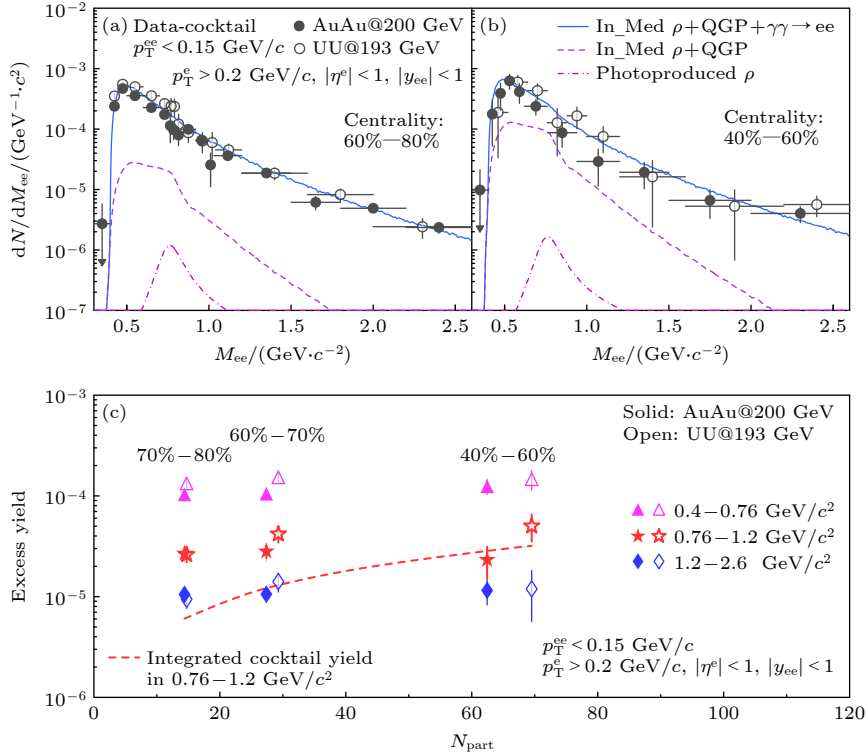 (a) Data-cocktail
AuAu@200 GeV
p_T^ee < 0.15 GeV/c
UU@193 GeV
p_T^e > 0.2 GeV/c, |η^e| < 1, |y_ee| < 1
Centrality:
60%—80%
(b)
In_Med ρ+QGP+γγ→ee
In_Med ρ+QGP
Photoproduced ρ
Centrality:
40%—60%
dN/dM_ee/(GeV^−1·c^2)
10^−2
10^−3
10^−4
10^−5
10^−6
10^−7
0.5 1.0 1.5 2.0 2.5
0.5 1.0 1.5 2.0 2.5
M_ee/(GeV·c^−2)
M_ee/(GeV·c^−2)
(c)
Solid: AuAu@200 GeV
Open: UU@193 GeV
60%−70%
70%−80%
40%−60%
0.4−0.76 GeV/c^2
0.76−1.2 GeV/c^2
1.2−2.6 GeV/c^2
Excess yield
10^−3
10^−4
10^−5
10^−6
Integrated cocktail yield
in 0.76−1.2 GeV/c^2
p_T^ee < 0.15 GeV/c
p_T^e > 0.2 GeV/c, |η^e| < 1, |y_ee| < 1
0 20 40 60 80 100 120
N_part